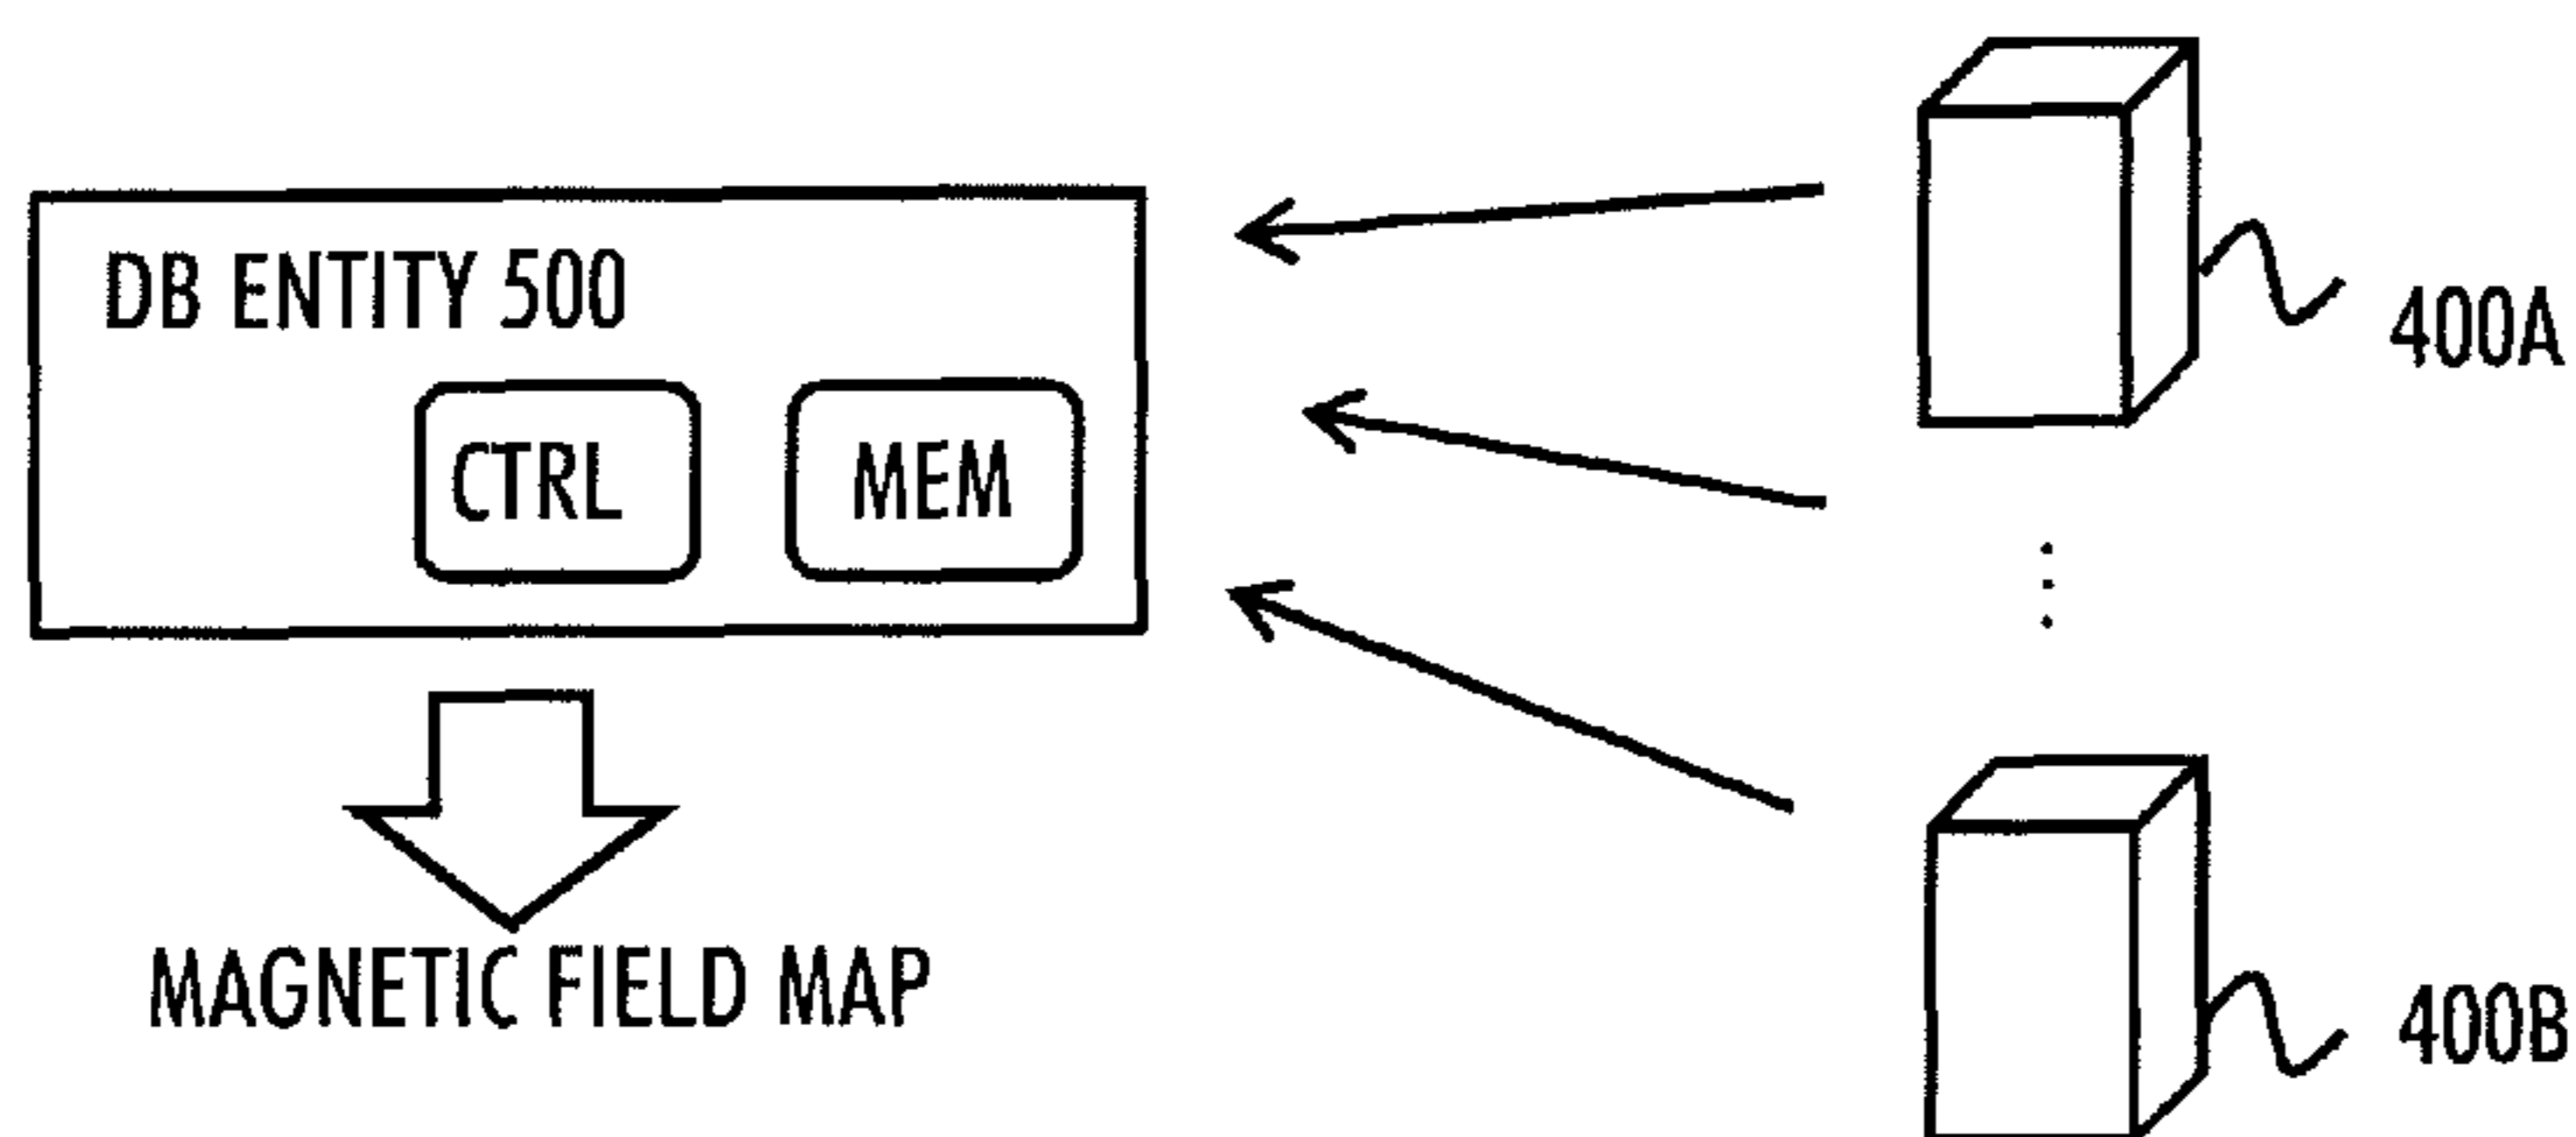 DB ENTITY 500
CTRL
MEM
400A
MAGNETIC FIELD MAP
400B